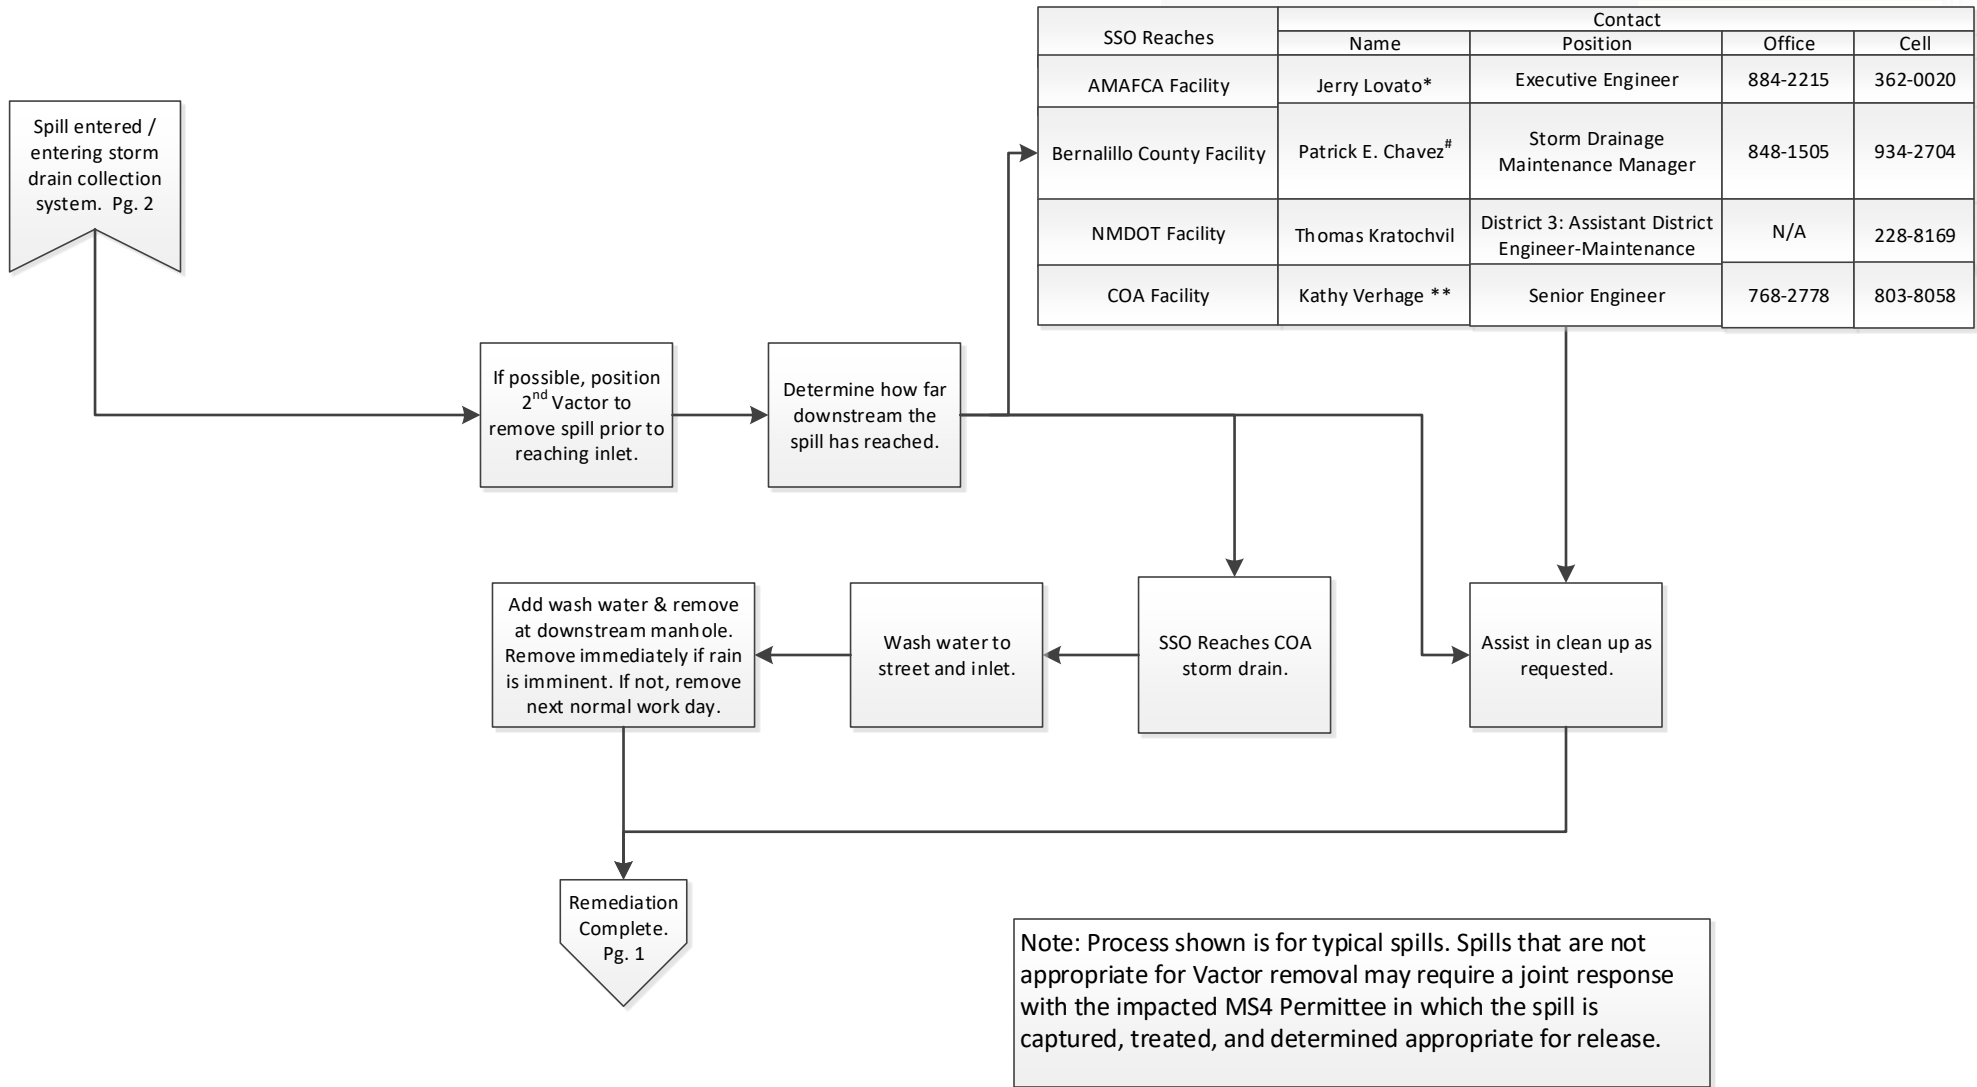 Spill entered /
entering storm
drain collection
system.  Pg. 2
If possible, position
2nd Vactor to
remove spill prior to
reaching inlet.
Determine how far
downstream the
spill has reached.
SSO Reaches
Contact
Name
Position
Office
Cell
AMAFCA Facility
Jerry Lovato*
Executive Engineer
884-2215
362-0020
Bernalillo County Facility
Patrick E. Chavez#
Storm Drainage
Maintenance Manager
848-1505
934-2704
NMDOT Facility
Thomas Kratochvil
District 3: Assistant District
Engineer-Maintenance
N/A
228-8169
COA Facility
Kathy Verhage **
Senior Engineer
768-2778
803-8058
Add wash water & remove
at downstream manhole.
Remove immediately if rain
is imminent. If not, remove
next normal work day.
Wash water to
street and inlet.
SSO Reaches COA
storm drain.
Assist in clean up as
requested.
Remediation
Complete.
Pg. 1
Note: Process shown is for typical spills. Spills that are not
appropriate for Vactor removal may require a joint response
with the impacted MS4 Permittee in which the spill is
captured, treated, and determined appropriate for release.